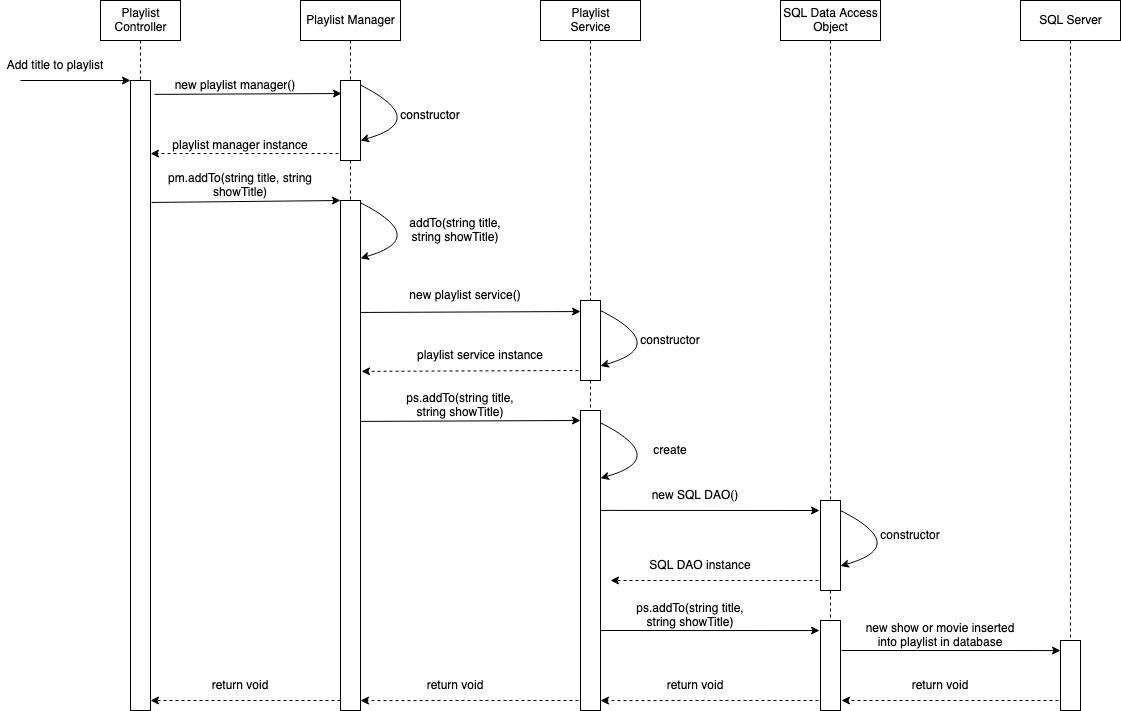 Playlist
Controller
Playlist Manager
Playlist
Service
SQL Data Access
Object
SQL Server
Add title to playlist
new playlist manager()
constructor
playlist manager instance
pm.addTo(string title, string
showTitle)
addTo(string title,
string showTitle)
new playlist service()
constructor
playlist service instance
ps.addTo(string title,
string showTitle)
create
new SQL DAO()
constructor
SQL DAO instance
ps.addTo(string title,
string showTitle)
new show or movie inserted
into playlist in database
return void
return void
return void
return void